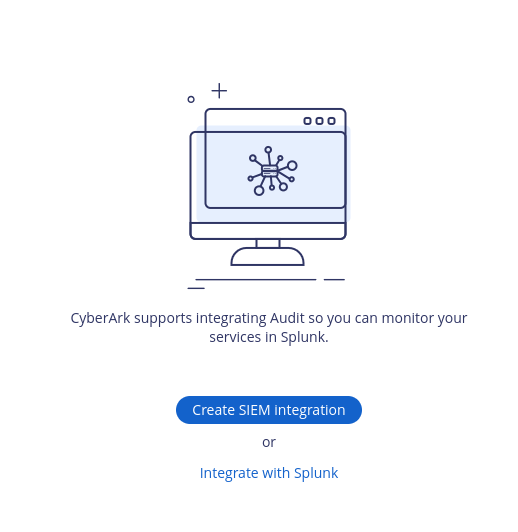 CyberArk supports integrating Audit so you can monitor your
services in Splunk.
Create SIEM integration
or
Integrate with Splunk